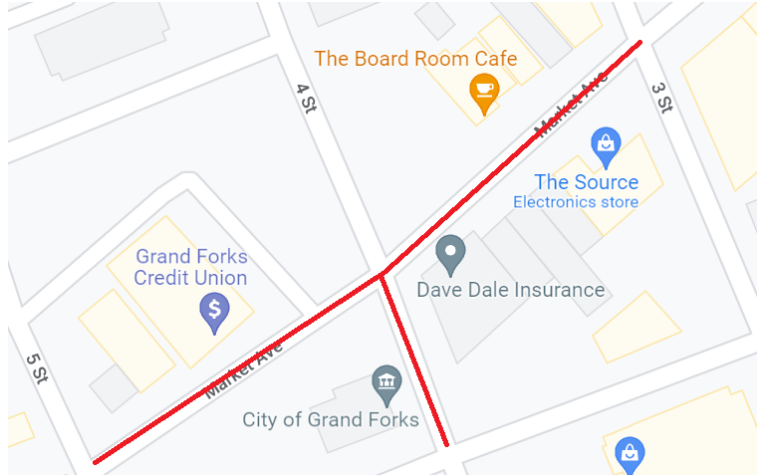 The Board Room Cafe
4 St
Market Ave
3 St
The Source
Electronics store
Grand Forks
Credit Union
Dave Dale Insurance
5 St
Market Ave
City of Grand Forks